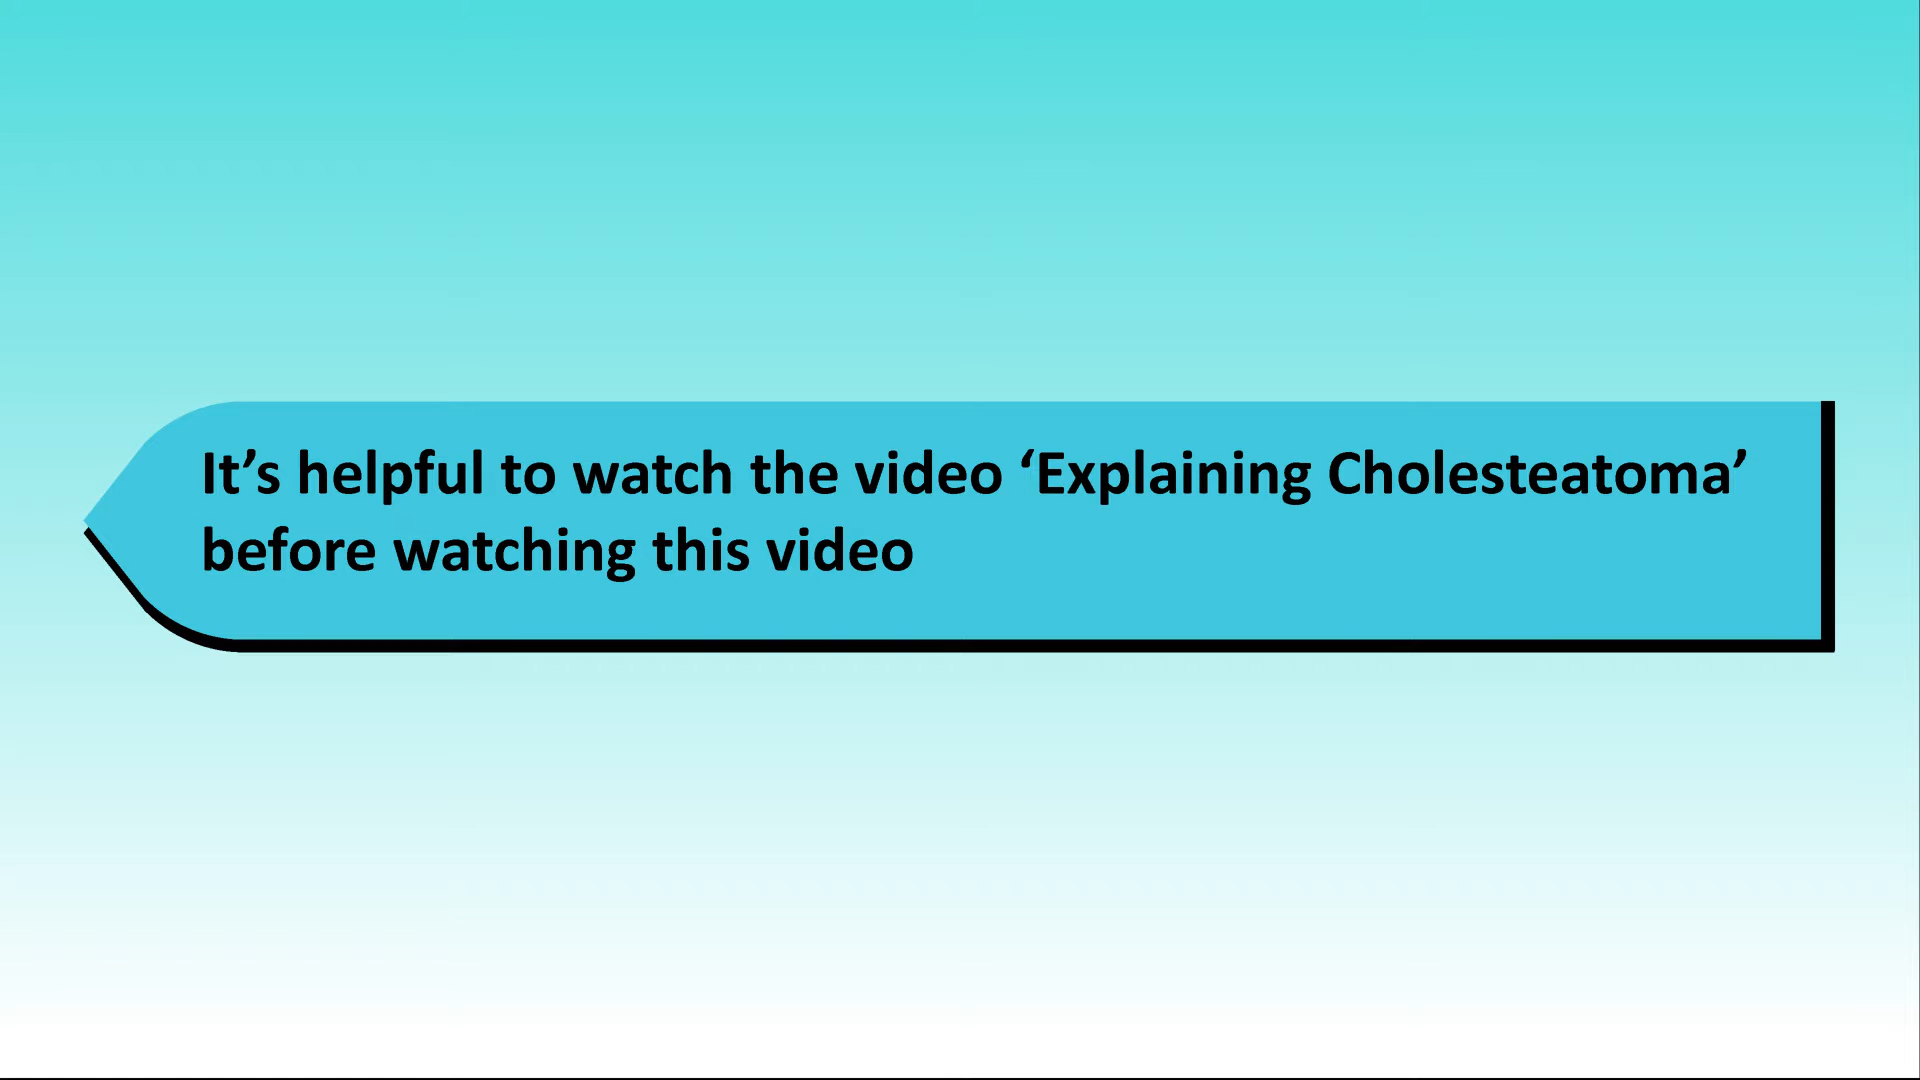 It’s helpful to watch the video ‘Explaining Cholesteatoma’
before watching this video